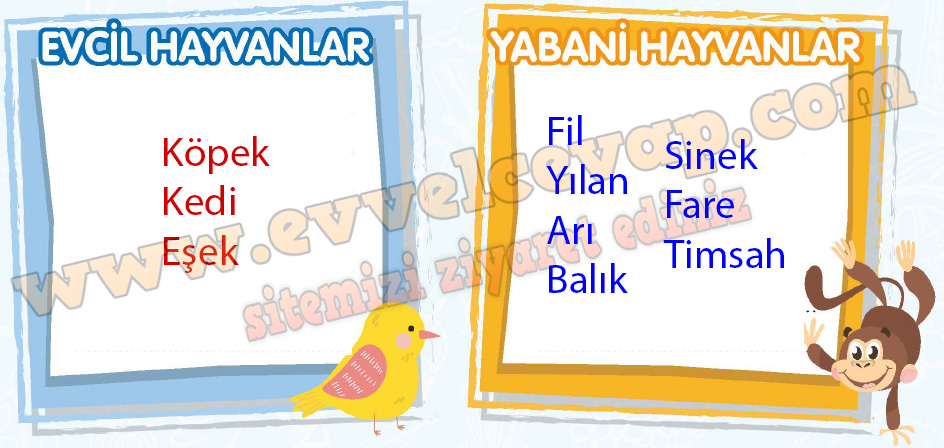 EVCİL HAYVANLAR
Köpek
Kedi
Eşek
YABANİ HAYVANLAR
Fil
Yılan
Arı
Balık
Sinek
Fare
Timsah
www.evvelcevap.com
sitemizi ziyaret ediniz